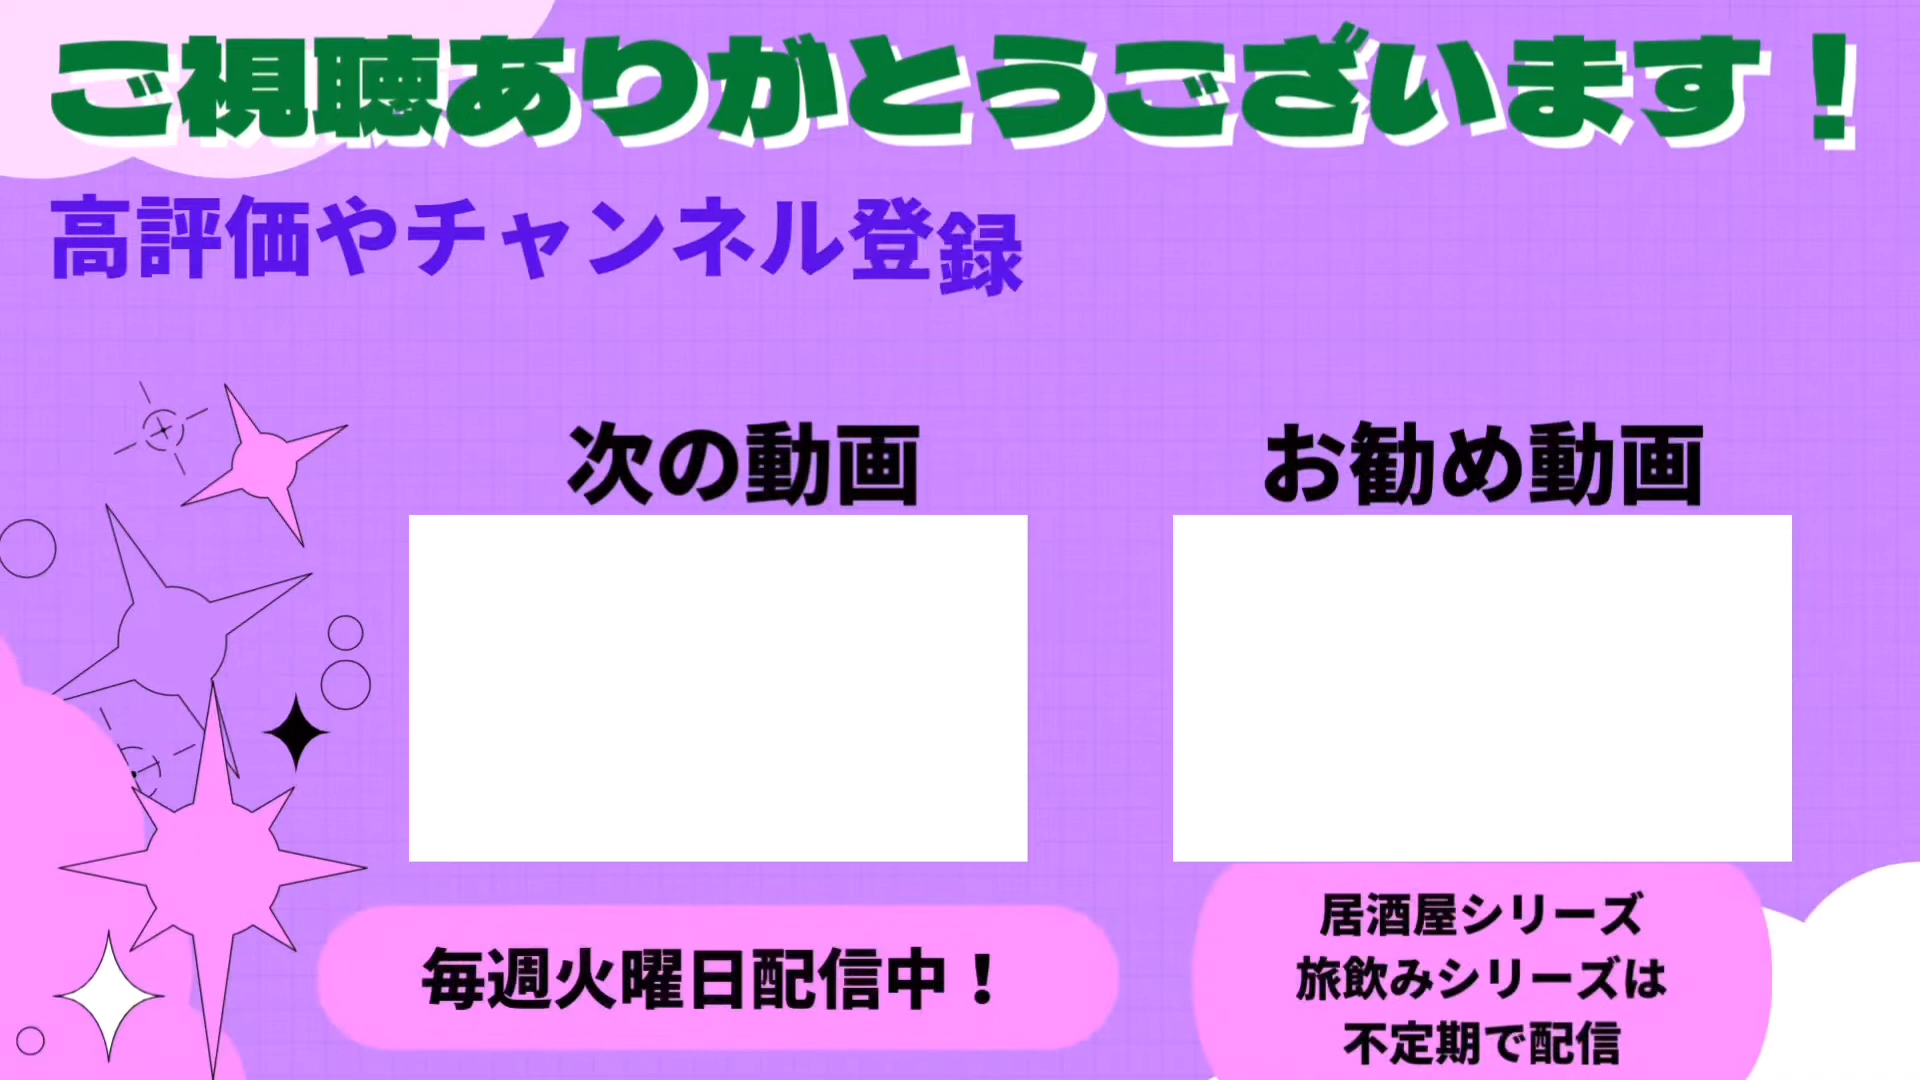 ご視聴ありがとうございます！
高評価やチャンネル登録
次の動画
お勧め動画
毎週火曜日配信中！
居酒屋シリーズ
旅飲みシリーズは
不定期で配信